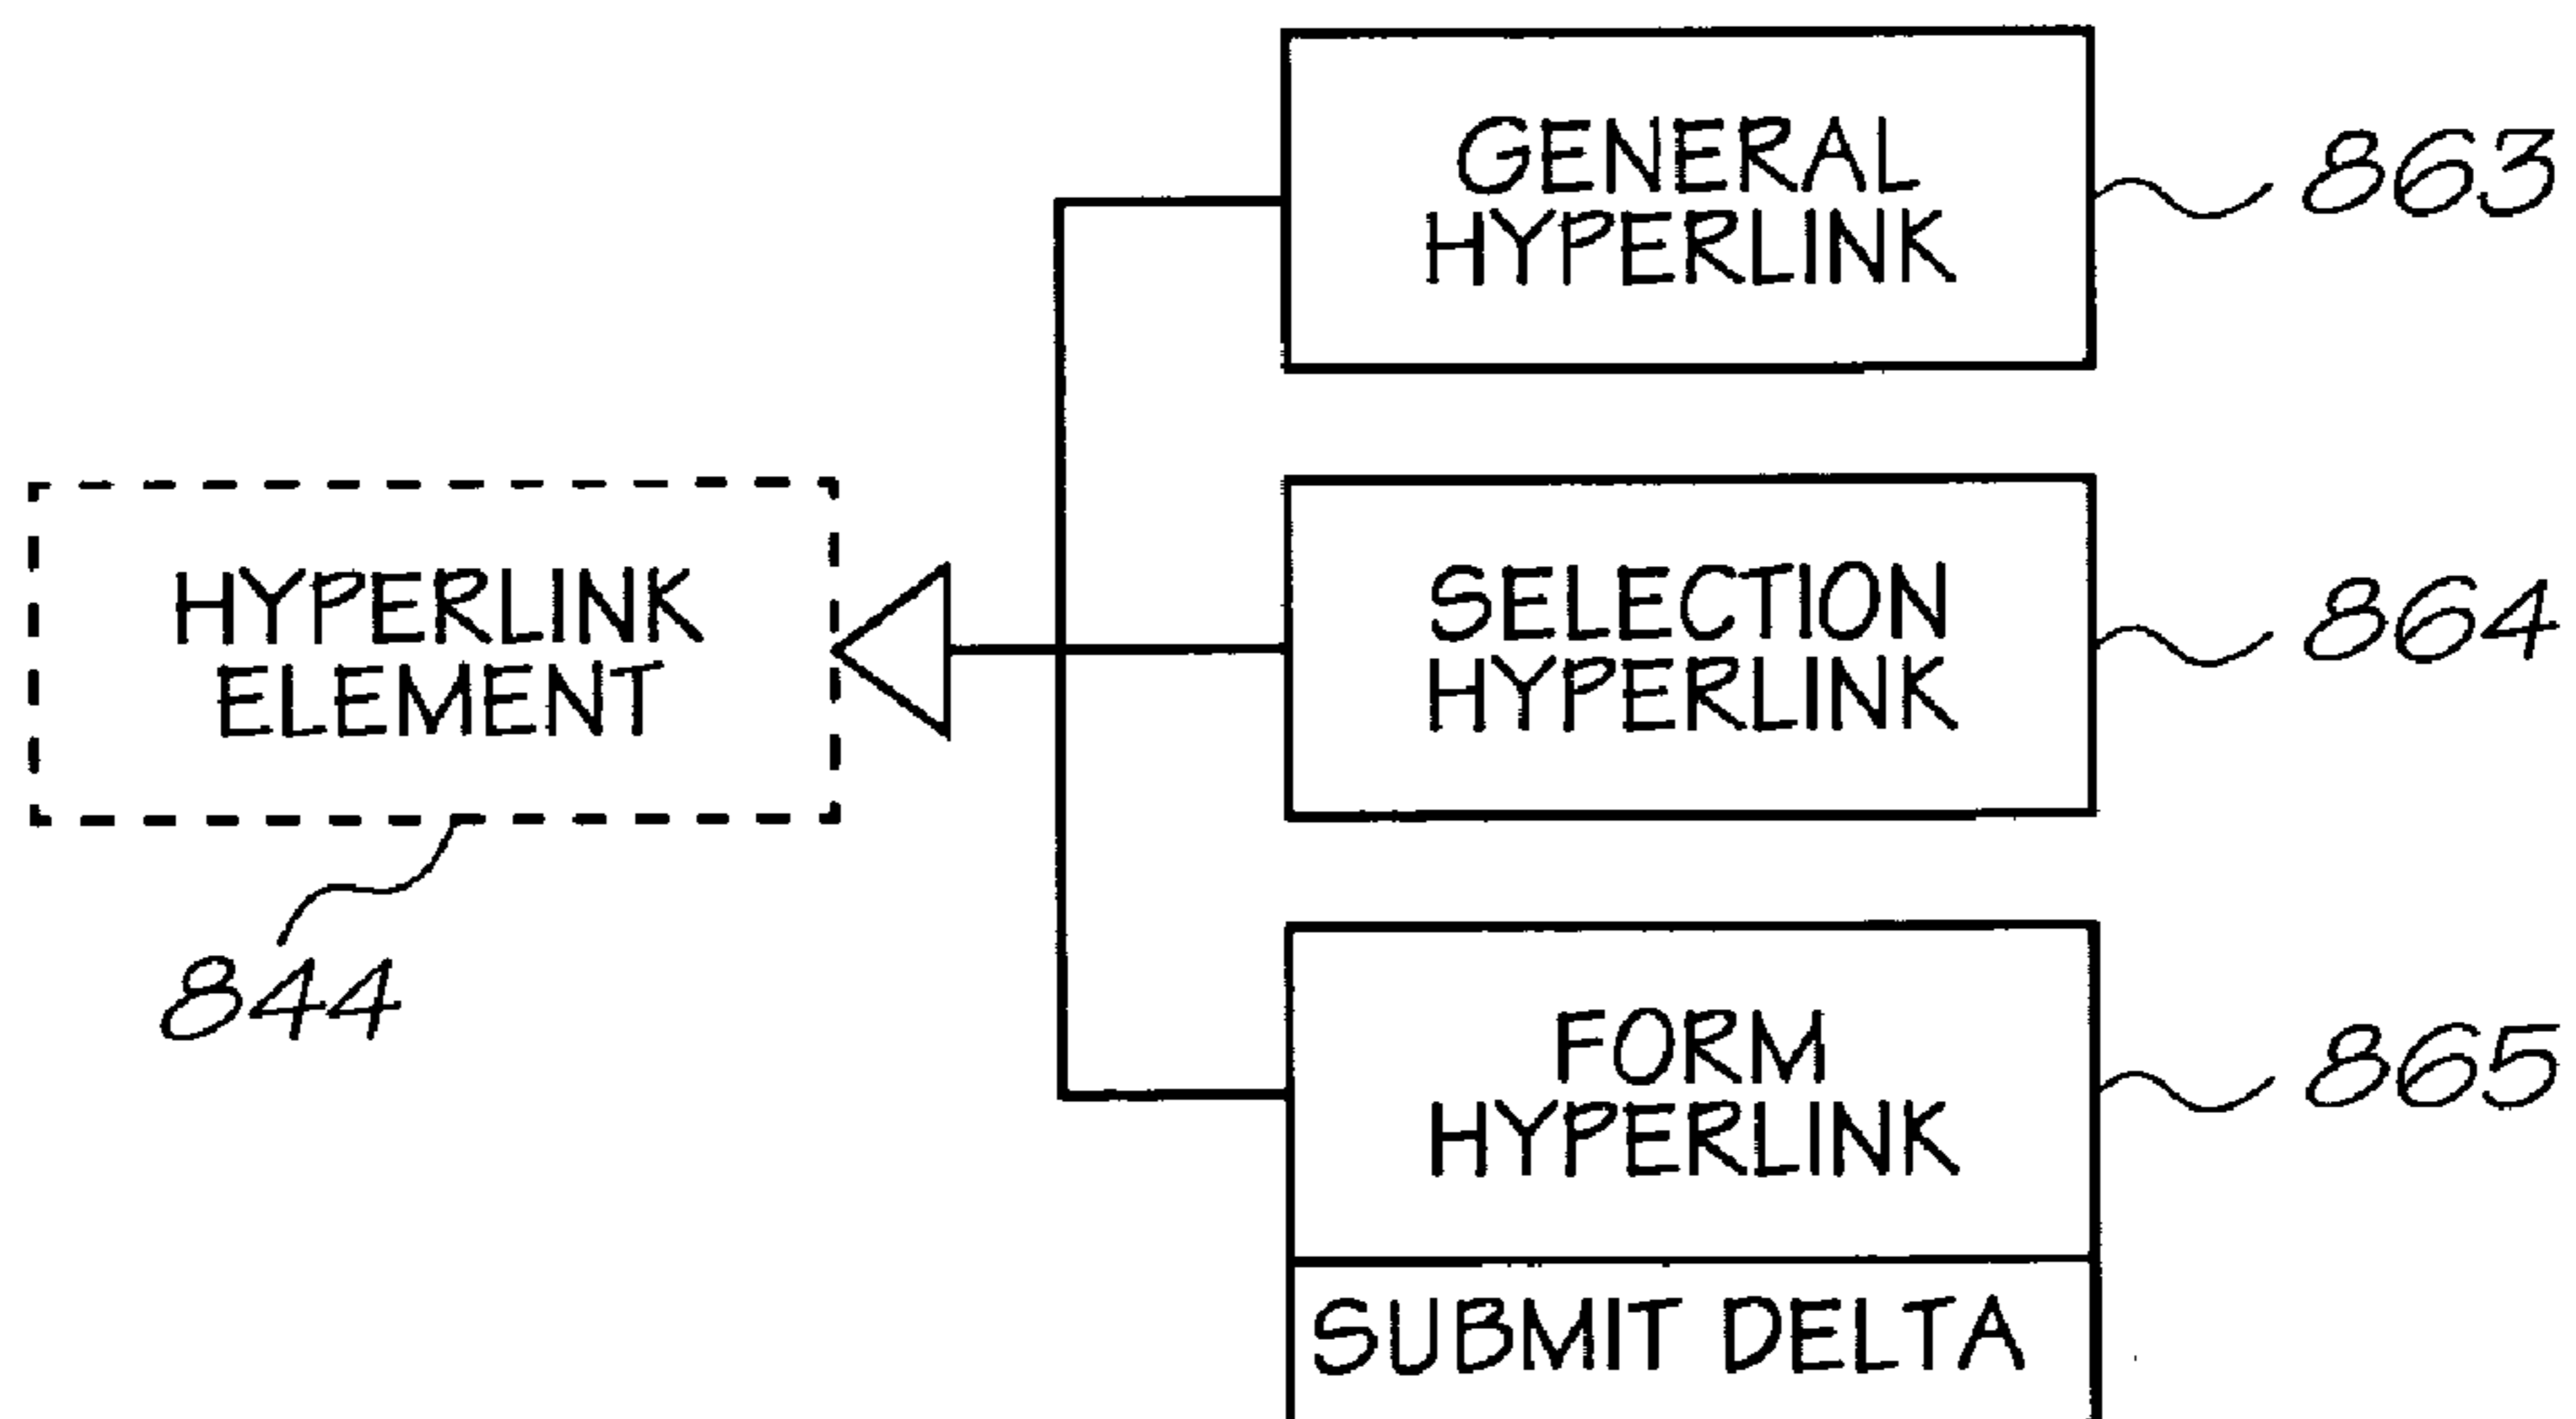 GENERAL
HYPERLINK
863
HYPERLINK
ELEMENT
844
SELECTION
HYPERLINK
864
FORM
HYPERLINK
865
SUBMIT DELTA